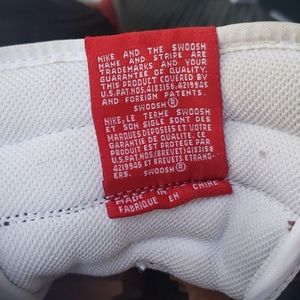 NIKE AND THE SWOOSH
NAME AND STRIPE ARE
TRADEMARKS AND YOUR
GUARANTEE OF QUALITY.
THIS PRODUCT COVERED BY
U.S.PAT.NOS.4183156, 4219945
AND FOREIGN PATENTS.
SWOOSH®
NIKE, LE TERME SWOOSH
ET SON SIGLE SONT DES
MARQUES DEPOSEES ET VOTRE
GARANTIE DE QUALITE. CE
PRODUIT EST PROTEGE PAR
U.S.PAT.NOS.(BREVET) 4183156
4219945 ET BREVETS ETRANG-
ERS. SWOOSH®
MADE IN
FABRIQUE EN CHINE